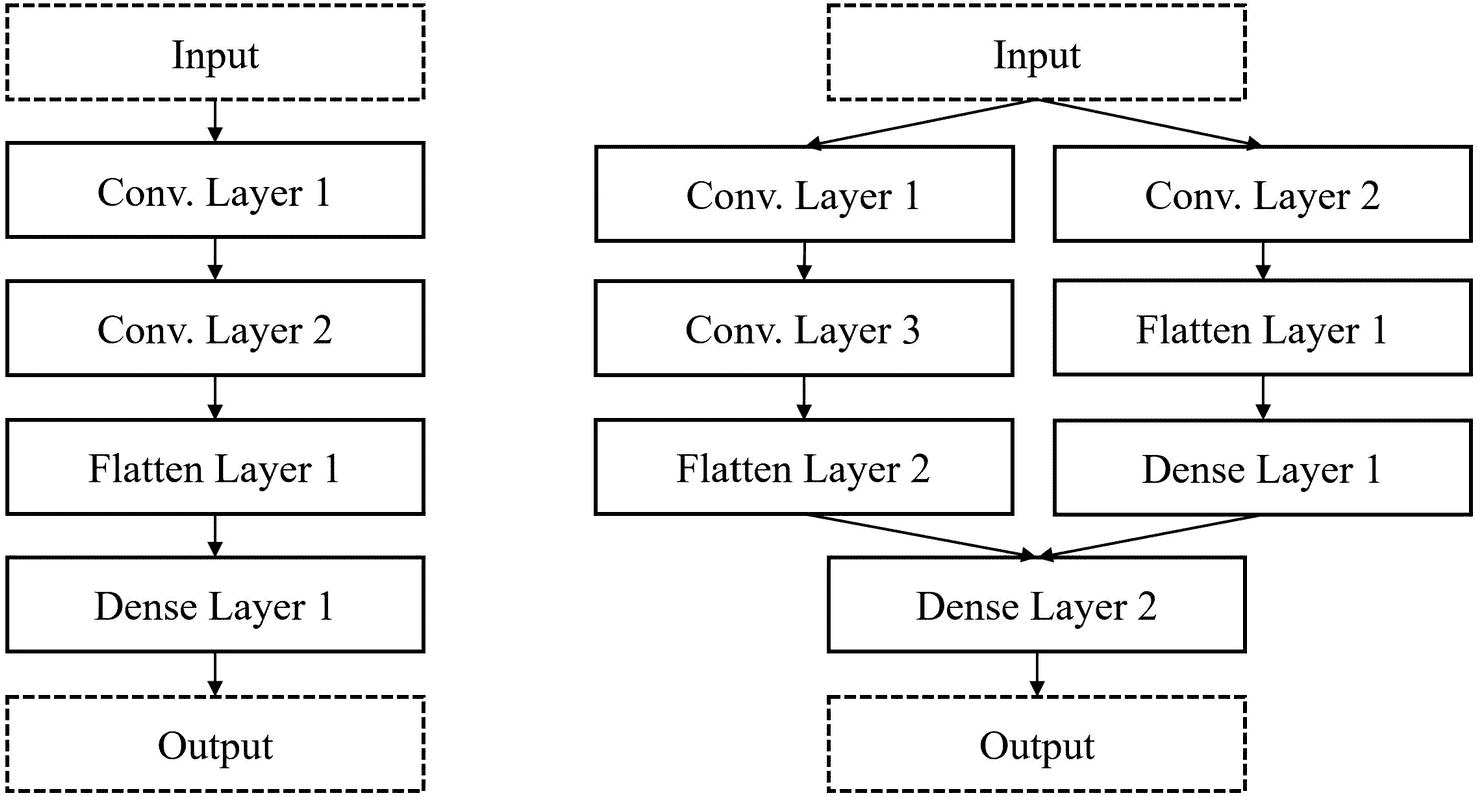 Input
Conv. Layer 1
Conv. Layer 2
Flatten Layer 1
Dense Layer 1
Output
Input
Conv. Layer 1
Conv. Layer 2
Conv. Layer 3
Flatten Layer 1
Flatten Layer 2
Dense Layer 1
Dense Layer 2
Output